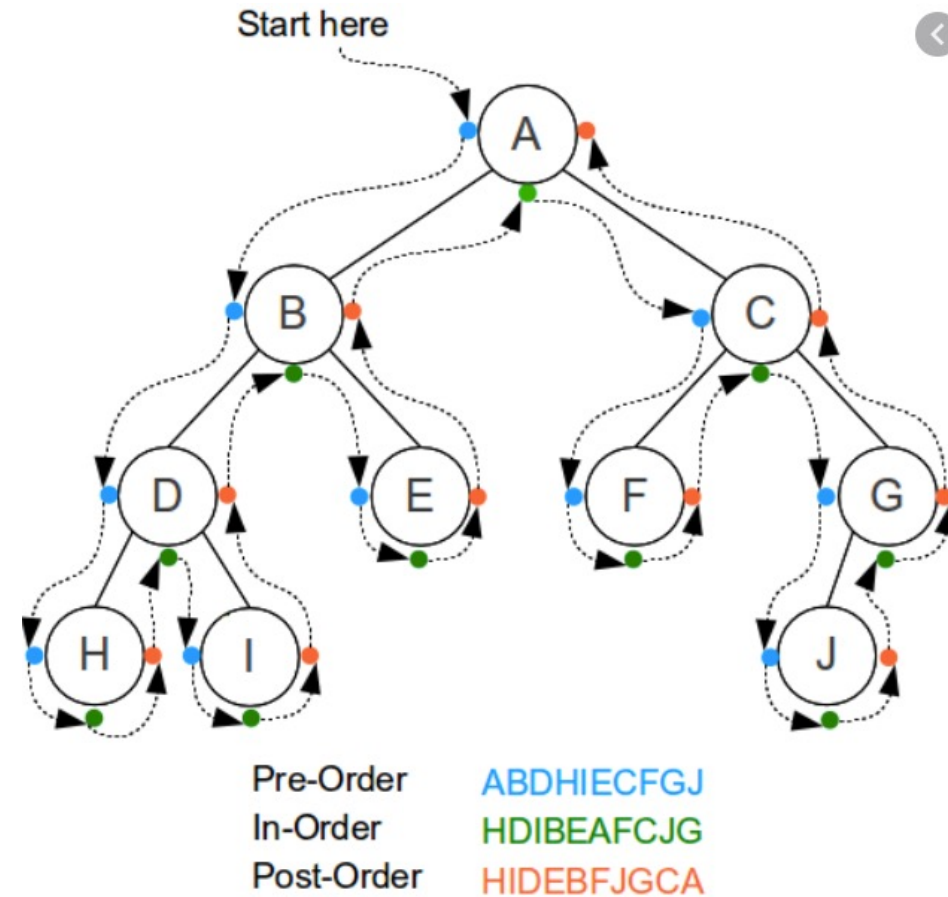 Start here
A
B
C
D
E
F
G
H
I
J
Pre-Order ABDHIECFGJ
In-Order HDIBEAFCJG
Post-Order HIDEBFJGCA